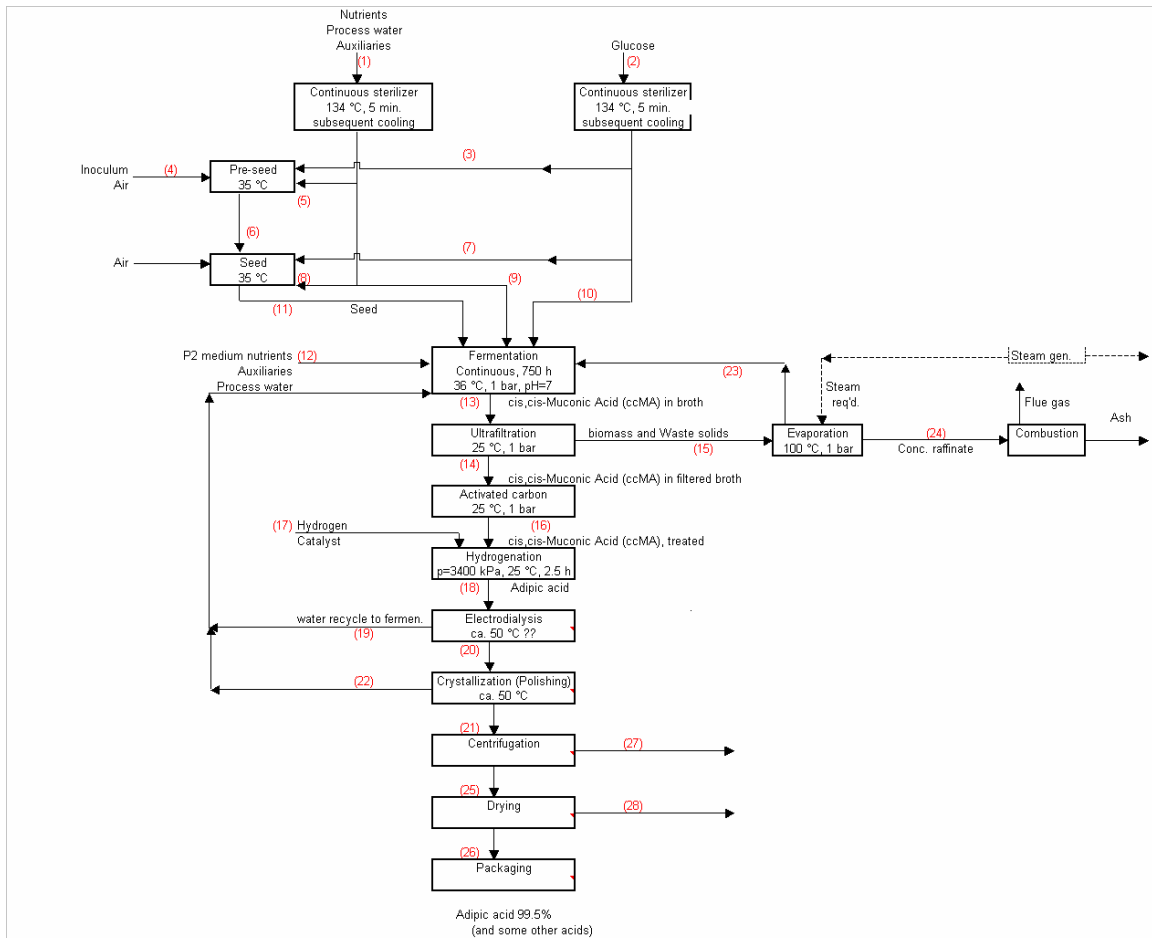 Nutrients
Process water
Auxiliaries
(1)
Glucose
(2)
Continuous sterilizer
134 °C, 5 min.
subsequent cooling
Continuous sterilizer
134 °C, 5 min.
subsequent cooling
(3)
Inoculum
Air
(4)
Pre-seed
35 °C
(5)
(6)
(7)
Air
Seed
35 °C
(8)
(9)
(10)
(11)
Seed
P2 medium nutrients
Auxiliaries
Process water
(12)
Fermentation
Continuous, 750 h
36 °C, 1 bar, pH=7
(23)
Steam gen.
Steam
req'd.
Flue gas
Ash
(13)
cis,cis-Muconic Acid (ccMA) in broth
Ultrafiltration
25 °C, 1 bar
biomass and Waste solids
(15)
Evaporation
100 °C, 1 bar
(24)
Conc. raffinate
Combustion
(14)
cis,cis-Muconic Acid (ccMA) in filtered broth
Activated carbon
25 °C, 1 bar
(17)
Hydrogen
Catalyst
(16)
cis,cis-Muconic Acid (ccMA), treated
Hydrogenation
p=3400 kPa, 25 °C, 2.5 h
(18)
Adipic acid
water recycle to fermen.
(19)
Electrodialysis
ca. 50 °C ??
(20)
(22)
Crystallization (Polishing)
ca. 50 °C
(21)
Centrifugation
(27)
(25)
Drying
(28)
(26)
Packaging
Adipic acid 99.5%
(and some other acids)